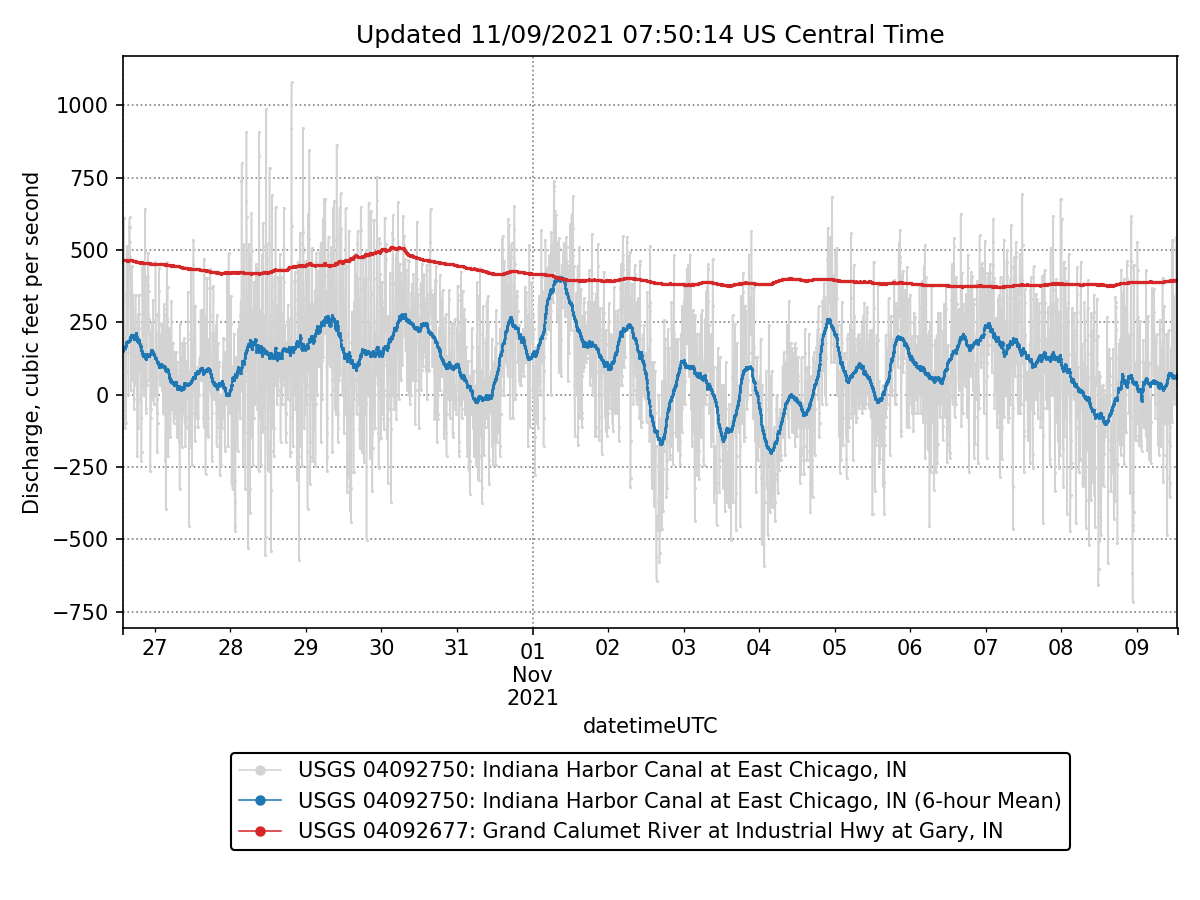 Updated 11/09/2021 07:50:14 US Central Time
Discharge, cubic feet per second
1000
750
500
250
0
−250
−500
−750
27 28 29 30 31 01 02 03 04 05 06 07 08 09
Nov
2021
datetimeUTC
USGS 04092750: Indiana Harbor Canal at East Chicago, IN
USGS 04092750: Indiana Harbor Canal at East Chicago, IN (6-hour Mean)
USGS 04092677: Grand Calumet River at Industrial Hwy at Gary, IN